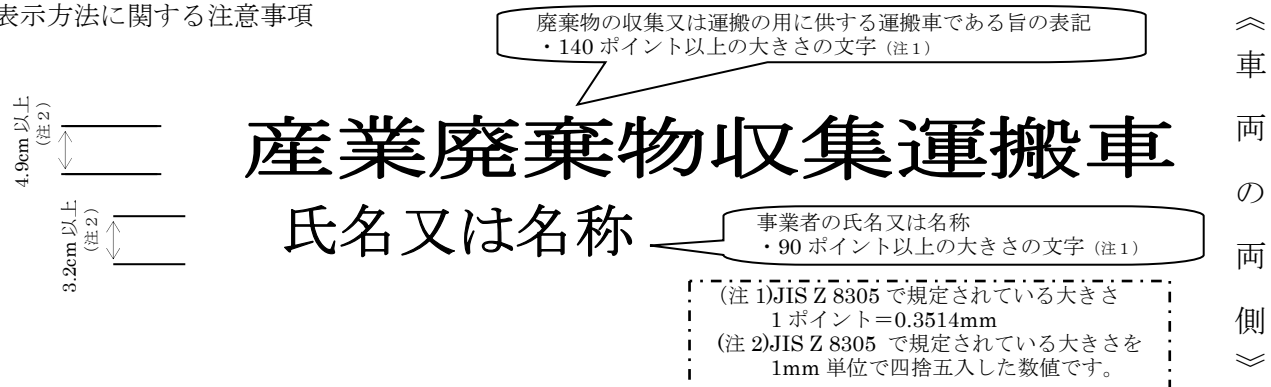 表示方法に関する注意事項
廃棄物の収集又は運搬の用に供する運搬車である旨の表記
・140 ポイント以上の大きさの文字 (注1)
4.9cm 以上
(注2)
産業廃棄物収集運搬車
3.2cm 以上
(注2)
氏名又は名称
事業者の氏名又は名称
・90 ポイント以上の大きさの文字 (注1)
(注 1)JIS Z 8305 で規定されている大きさ
1 ポイント＝0.3514mm
(注 2)JIS Z 8305 で規定されている大きさを
1mm 単位で四捨五入した数値です。
≪車両の両側≫